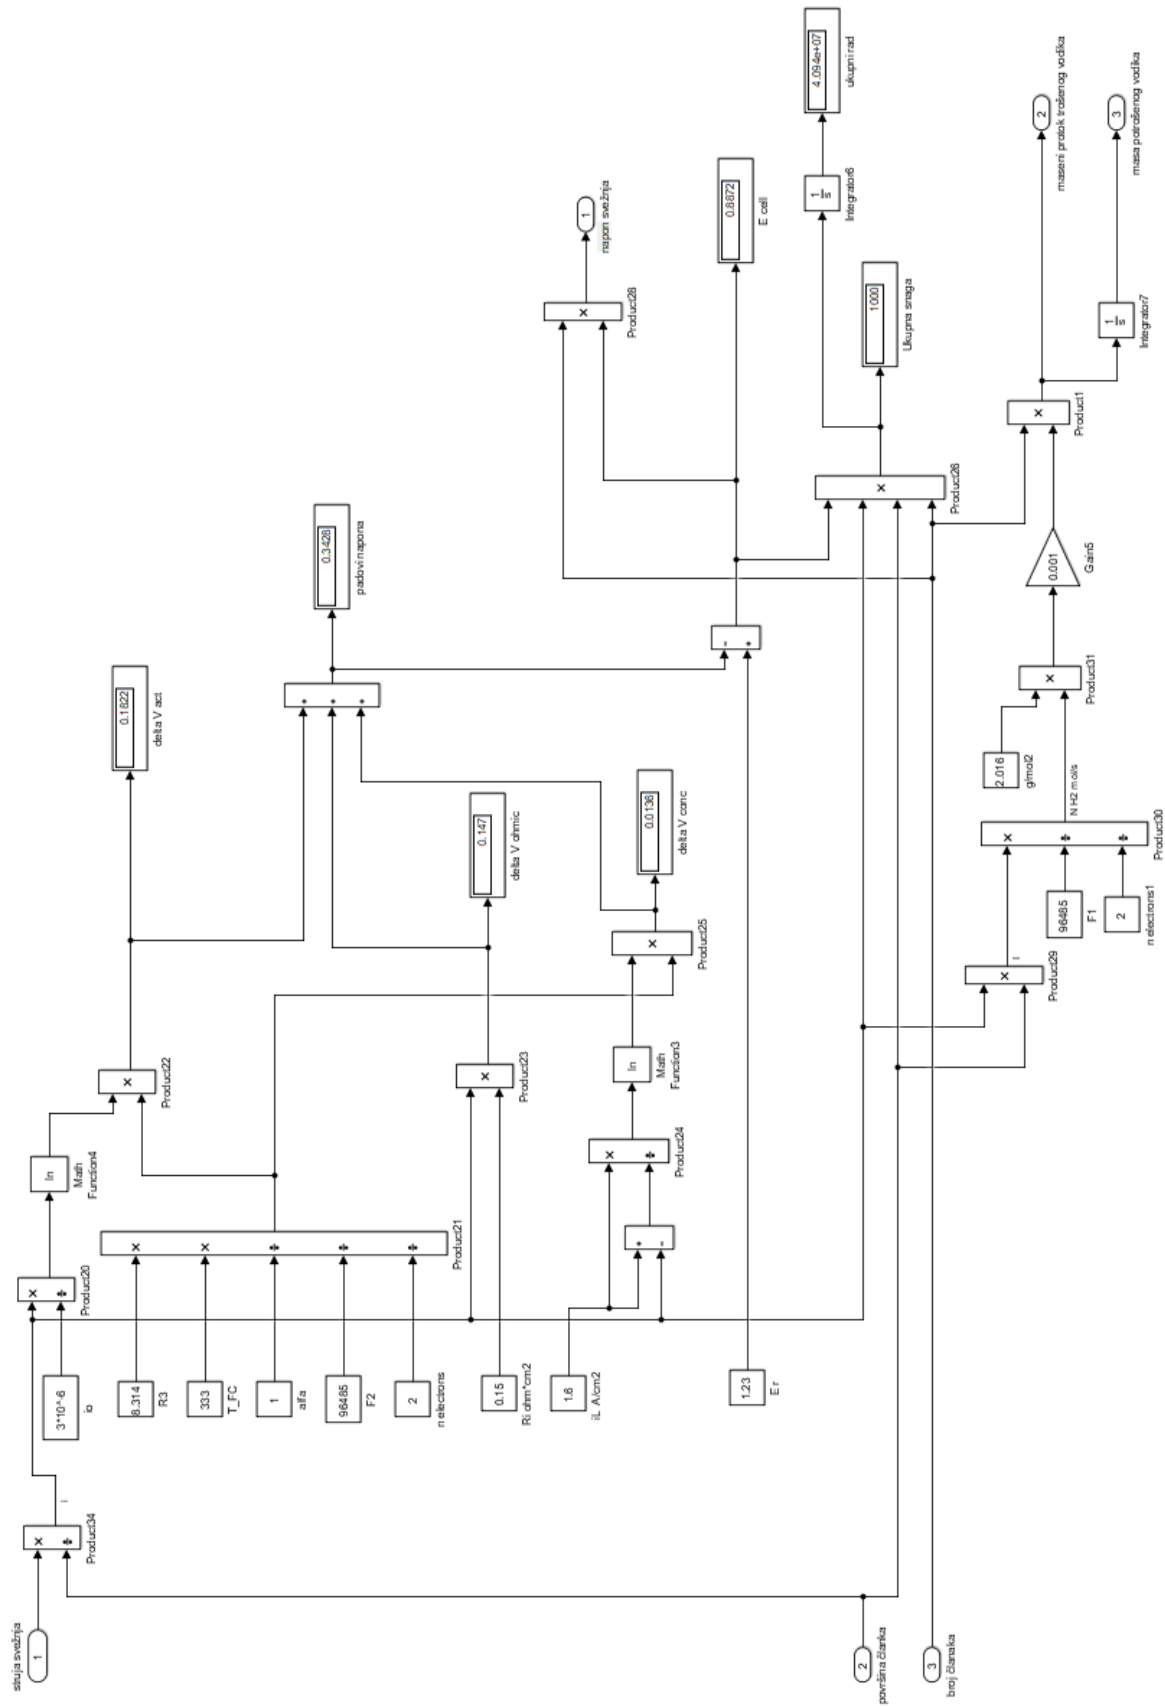 struja svežnja
1
×
÷
Product34
i
3*10^-6
io
8.314
R3
333
T_FC
1
alfa
96485
F2
2
n electrons
0.15
Ri ohm*cm2
1.6
iL A/cm2
1.23
E r
2
površina članka
3
broj članaka
×
÷
Product20
ln
Math
Function4
×
×
÷
÷
÷
Product21
×
Product22
×
Product23
+
-
×
÷
Product24
ln
Math
Function3
×
Product25
0.1822
delta V act
0.147
delta V ohmic
0.0136
delta V conc
+
+
+
0.3428
padovi napona
-
+
×
Product28
1
napon svežnja
0.8872
E cell
×
Product26
1000
Ukupna snaga
1
s
Integrator6
4.094e+07
ukupni rad
×
Product29
I
96485
F1
2
n electrons1
×
÷
÷
Product30
N H2 mol/s
2.016
g/mol2
×
Product31
0.001
Gain5
×
Product1
1
s
Integrator7
2
maseni protok trošenog vodika
3
masa potrošenog vodika